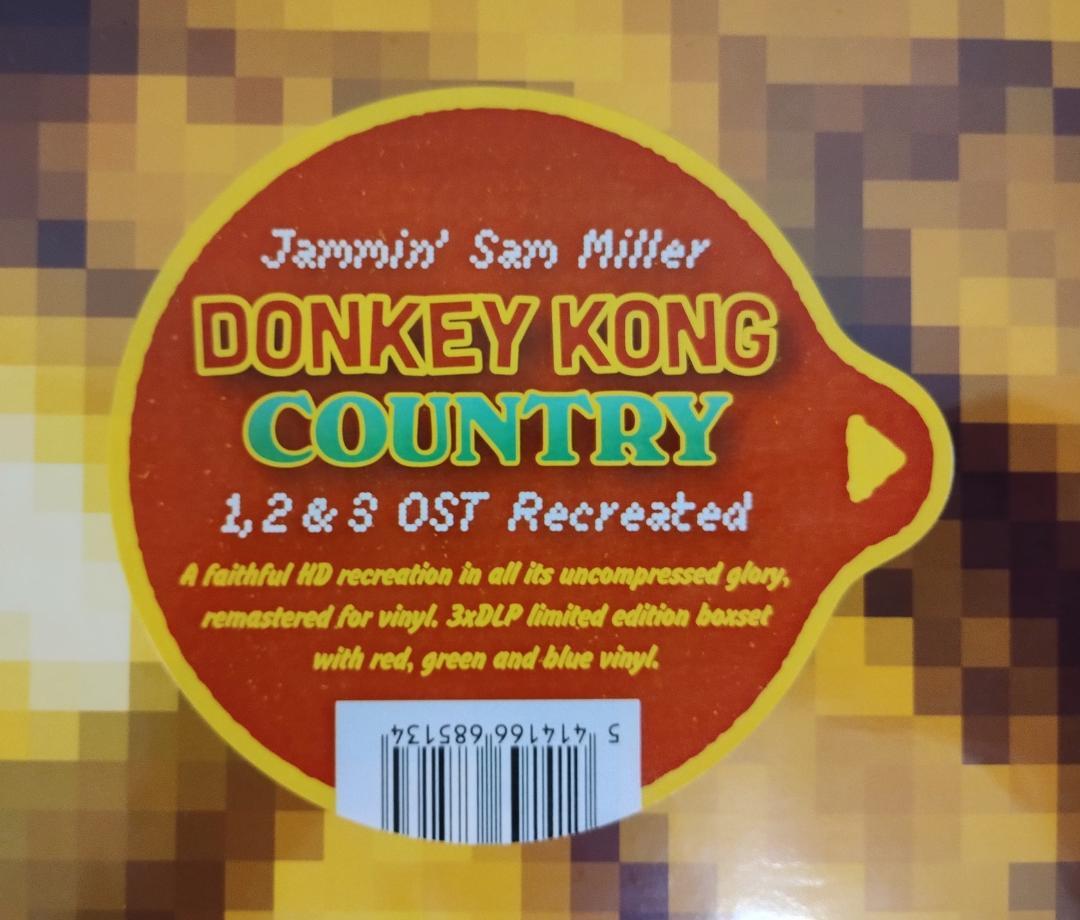 Jammin' Sam Miller
DONKEY KONG
COUNTRY
1,2 & 3 OST Recreated
A faithful HD recreation in all its uncompressed glory,
remastered for vinyl. 3xDLP limited edition boxset
with red, green and blue vinyl.
5 414166 685134